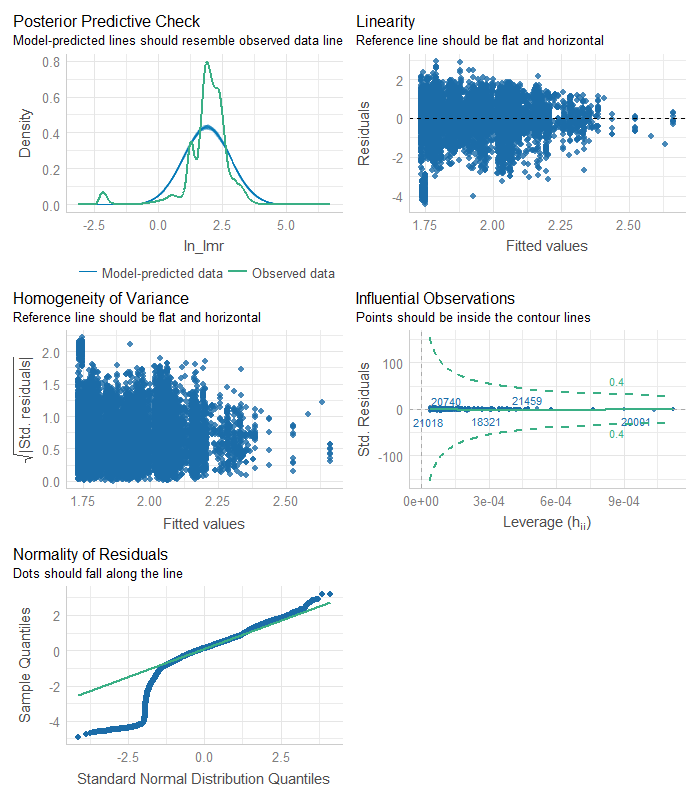 Posterior Predictive Check
Model-predicted lines should resemble observed data line
Density
0.8
0.6
0.4
0.2
0.0
-2.5 0.0 2.5 5.0
ln_lmr
Model-predicted data Observed data
Linearity
Reference line should be flat and horizontal
Residuals
2
0
-2
-4
1.75 2.00 2.25 2.50
Fitted values
Homogeneity of Variance
Reference line should be flat and horizontal
√|Std. residuals|
2.0
1.5
1.0
0.5
0.0
1.75 2.00 2.25 2.50
Fitted values
Influential Observations
Points should be inside the contour lines
Std. Residuals
100
0
-100
0.4
20740 21459
21018 18321 20091
0.4
0e+00 3e-04 6e-04 9e-04
Leverage (hii)
Normality of Residuals
Dots should fall along the line
Sample Quantiles
2
0
-2
-4
-2.5 0.0 2.5
Standard Normal Distribution Quantiles